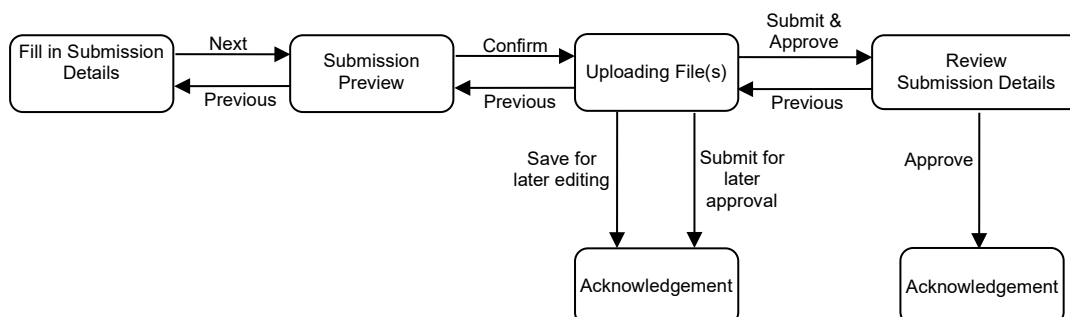 Fill in Submission
Details
Next
Previous
Submission
Preview
Confirm
Previous
Uploading File(s)
Submit &
Approve
Previous
Review
Submission Details
Save for
later editing
Submit for
later
approval
Approve
Acknowledgement
Acknowledgement